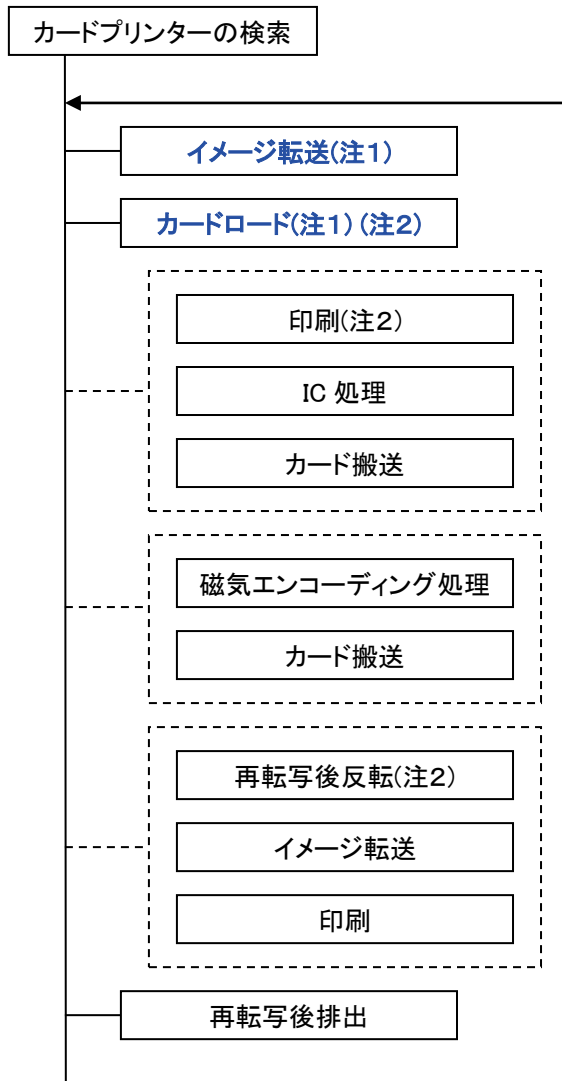 カードプリンターの検索
イメージ転送(注1)
カードロード(注1)(注2)
印刷(注2)
IC 処理
カード搬送
磁気エンコーディング処理
カード搬送
再転写後反転(注2)
イメージ転送
印刷
再転写後排出